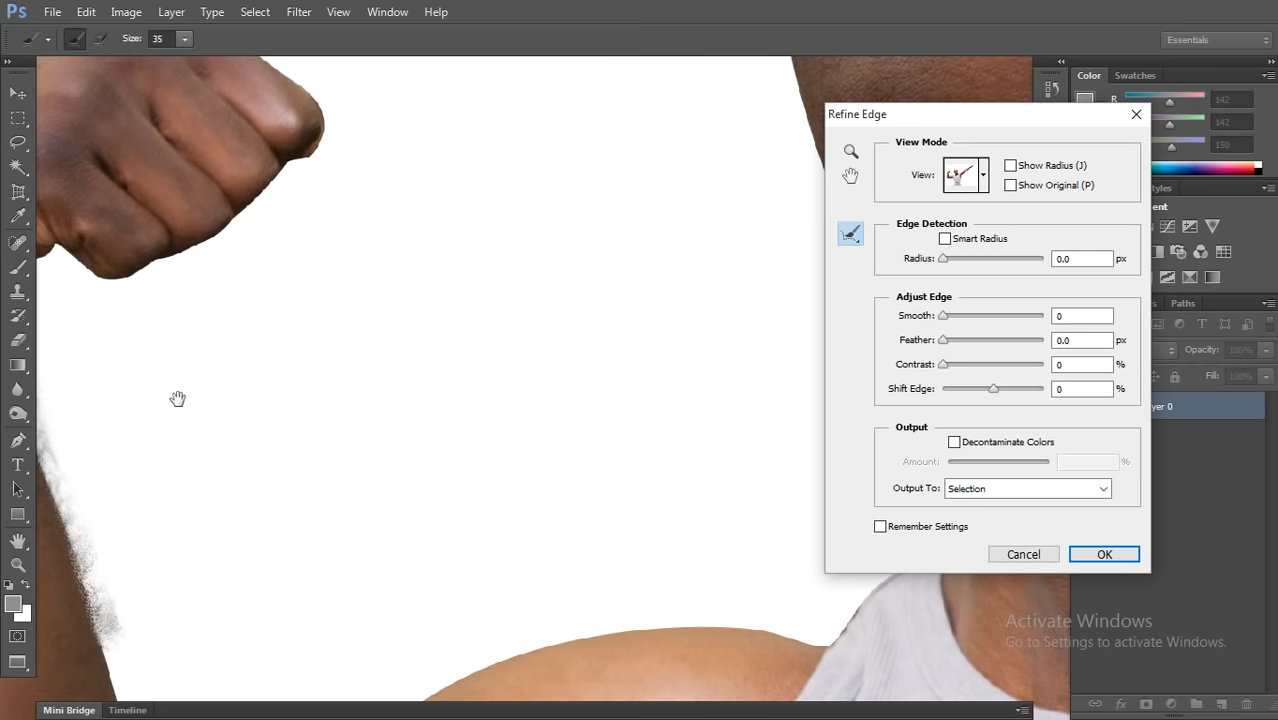 Ps File Edit Image Layer Type Select Filter View Window Help
Size: 35 Essentials
Color Swatches
R 142
142
150
Refine Edge
View Mode
View: Show Radius (J)
Show Original (P)
Edge Detection
Smart Radius
Radius: 0.0 px
Adjust Edge
Smooth: 0
Feather: 0.0 px
Contrast: 0 %
Shift Edge: 0 %
Output
Decontaminate Colors
Amount: %
Output To: Selection
Remember Settings
Cancel OK
tyles
ent
s Paths
Opacity: 100%
Fill: 100%
yer 0
Activate Windows
Go to Settings to activate Windows.
Mini Bridge Timeline